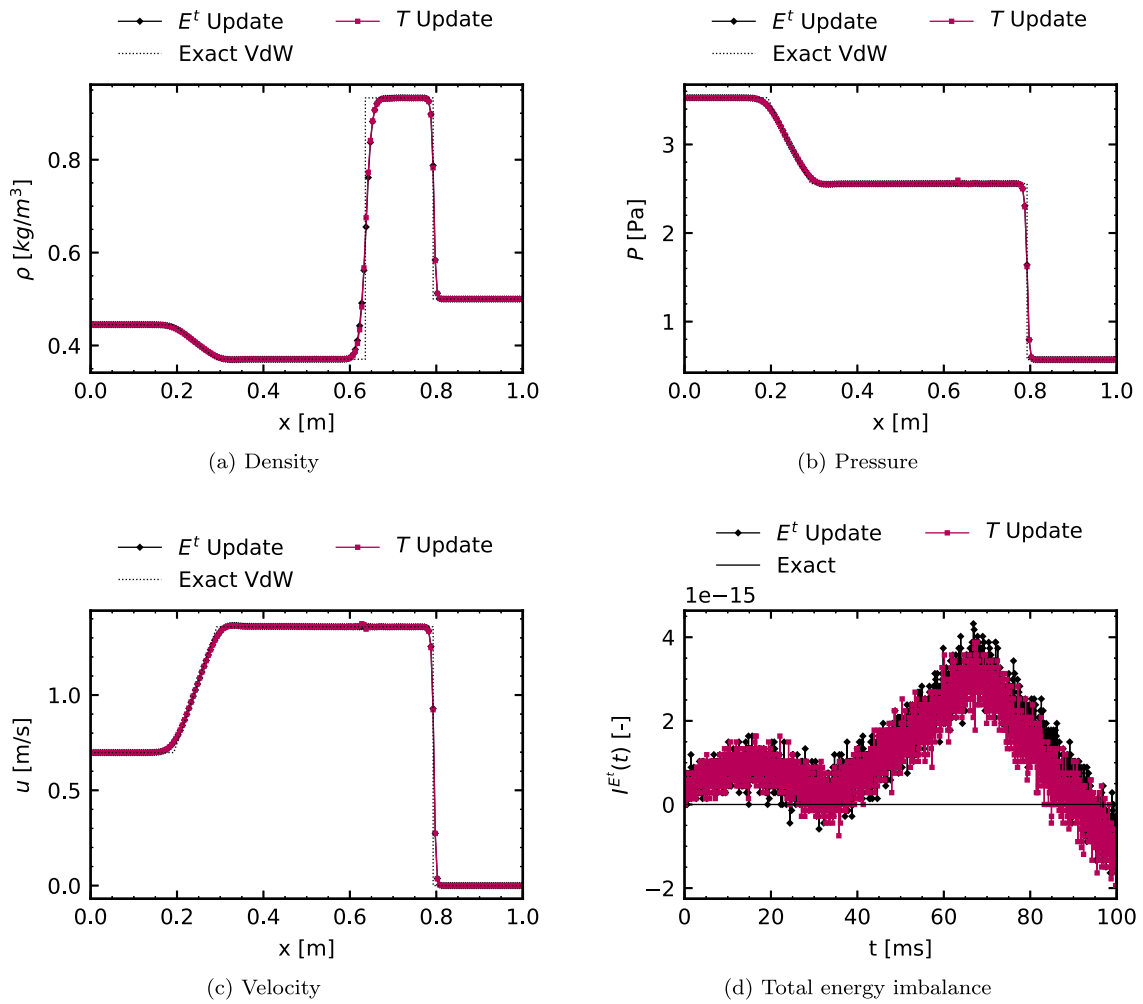 E^t Update
T Update
Exact VdW
ρ [kg/m^3]
0.8
0.6
0.4
0.0 0.2 0.4 0.6 0.8 1.0
x [m]
(a) Density
E^t Update
T Update
Exact VdW
P [Pa]
3
2
1
0.0 0.2 0.4 0.6 0.8 1.0
x [m]
(b) Pressure
E^t Update
T Update
Exact VdW
u [m/s]
1.0
0.5
0.0
0.0 0.2 0.4 0.6 0.8 1.0
x [m]
(c) Velocity
E^t Update
T Update
Exact
1e−15
I^{E^t}(t) [-]
4
2
0
−2
0 20 40 60 80 100
t [ms]
(d) Total energy imbalance